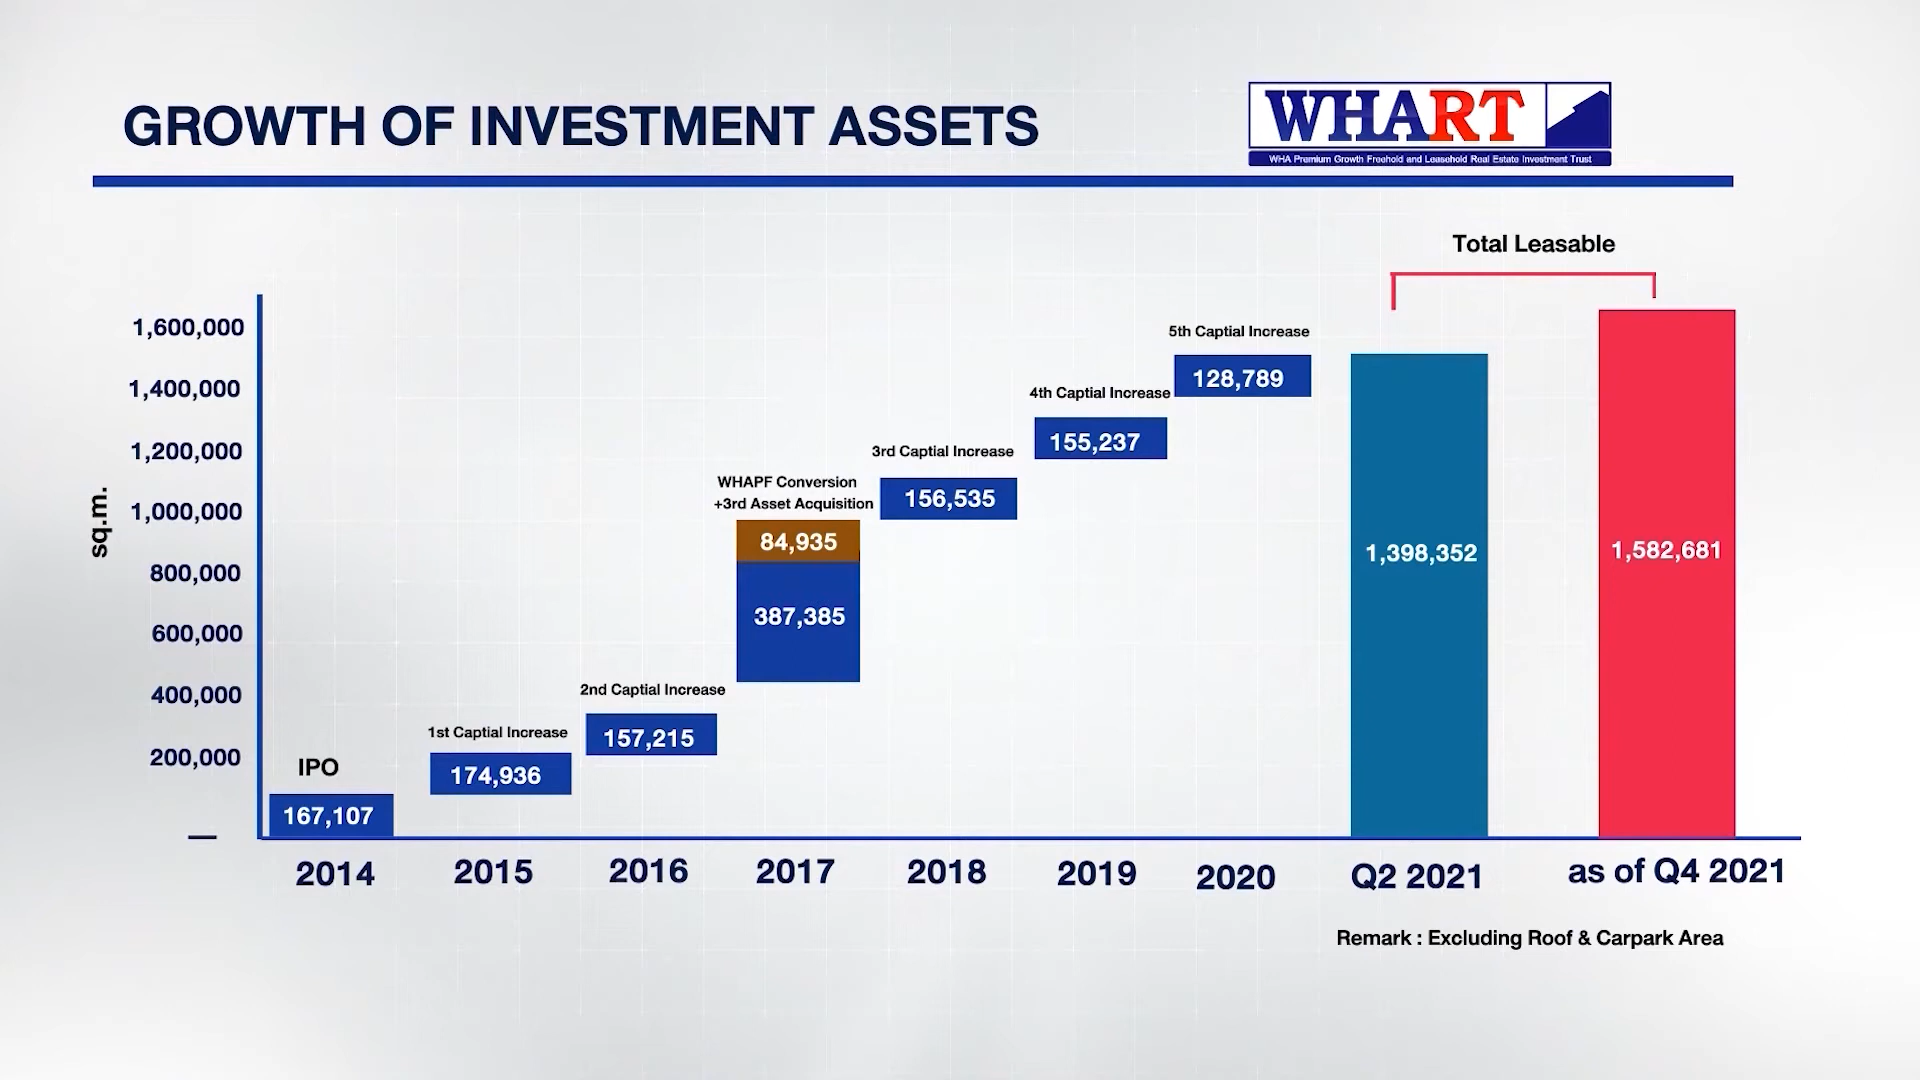 GROWTH OF INVESTMENT ASSETS
WHART
WHA Premium Growth Freehold and Leasehold Real Estate Investment Trust
Total Leasable
sq.m.
1,600,000
1,400,000
1,200,000
1,000,000
800,000
600,000
400,000
200,000
—
IPO
167,107
1st Captial Increase
174,936
2nd Captial Increase
157,215
WHAPF Conversion
+3rd Asset Acquisition
84,935
387,385
3rd Captial Increase
156,535
4th Captial Increase
155,237
5th Captial Increase
128,789
1,398,352
1,582,681
2014
2015
2016
2017
2018
2019
2020
Q2 2021
as of Q4 2021
Remark : Excluding Roof & Carpark Area